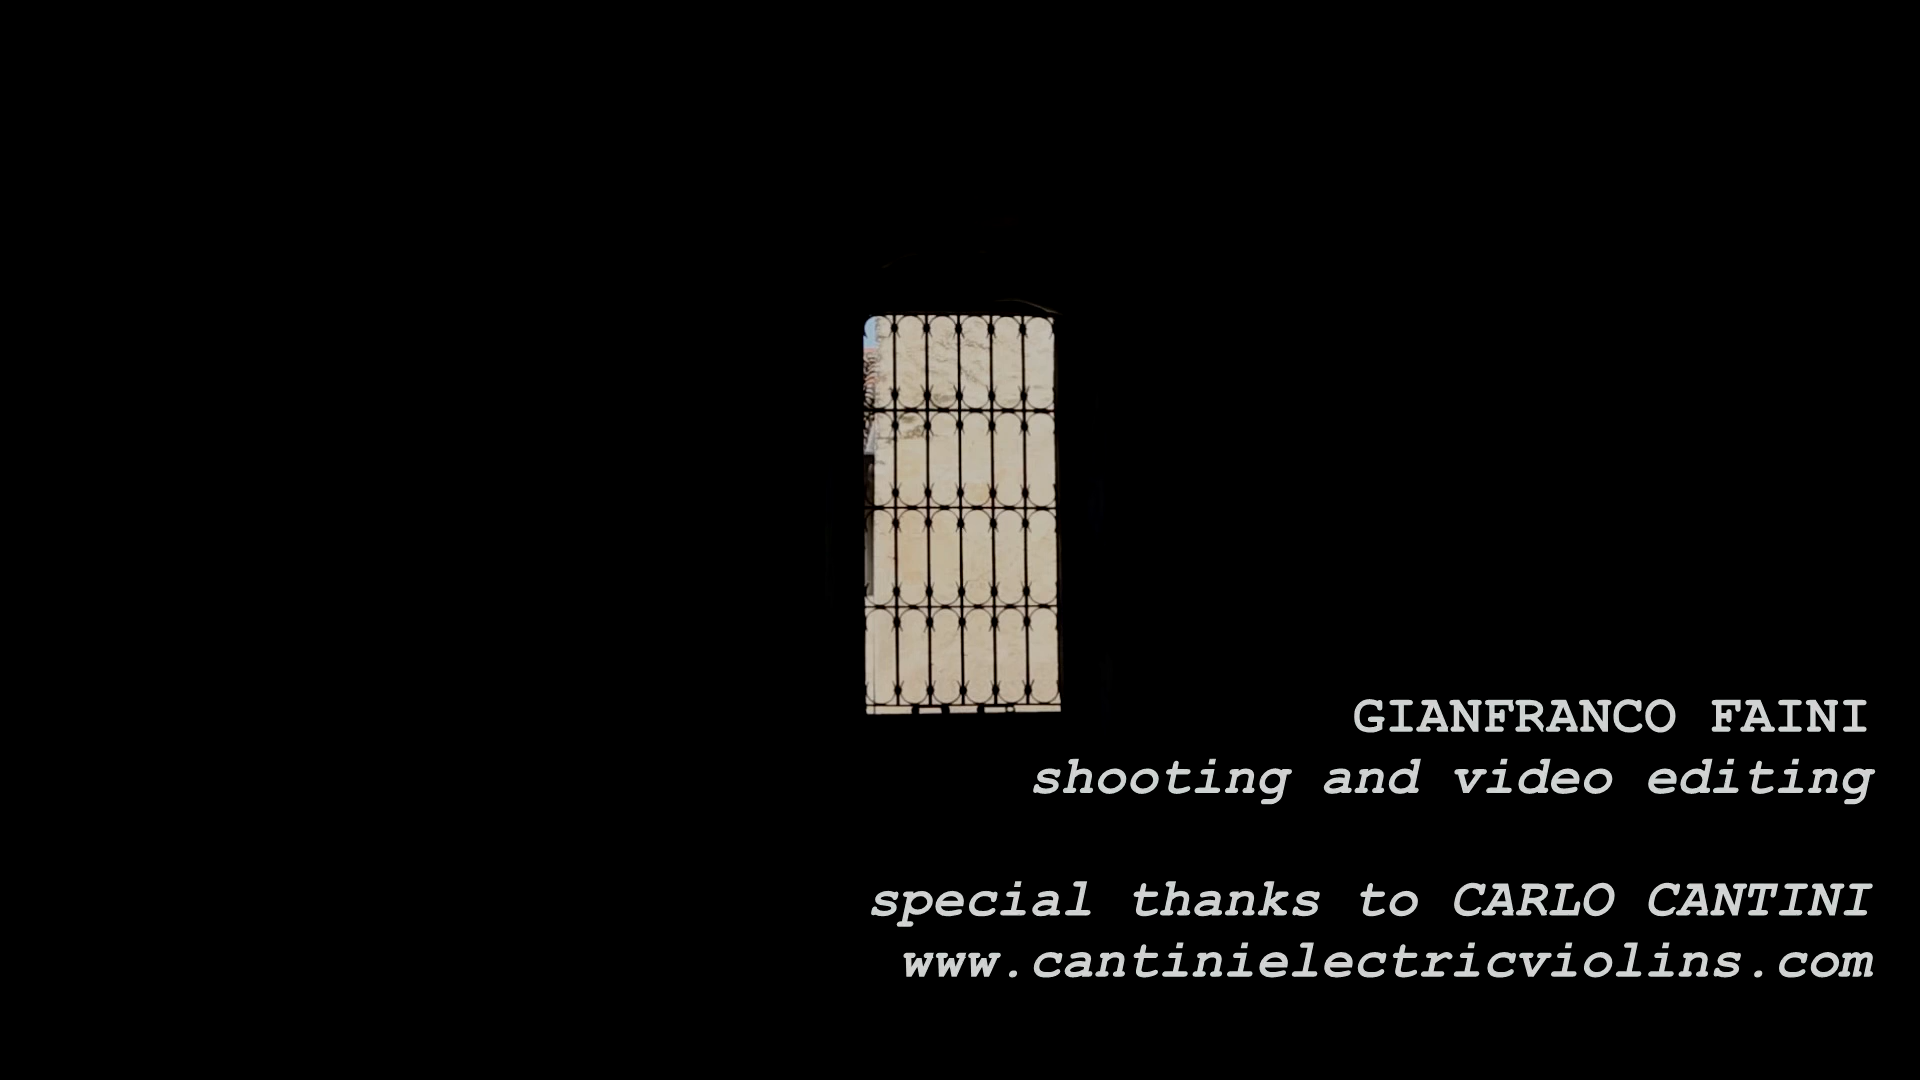 GIANFRANCO FAINI
shooting and video editing
special thanks to CARLO CANTINI
www.cantinielectricviolins.com